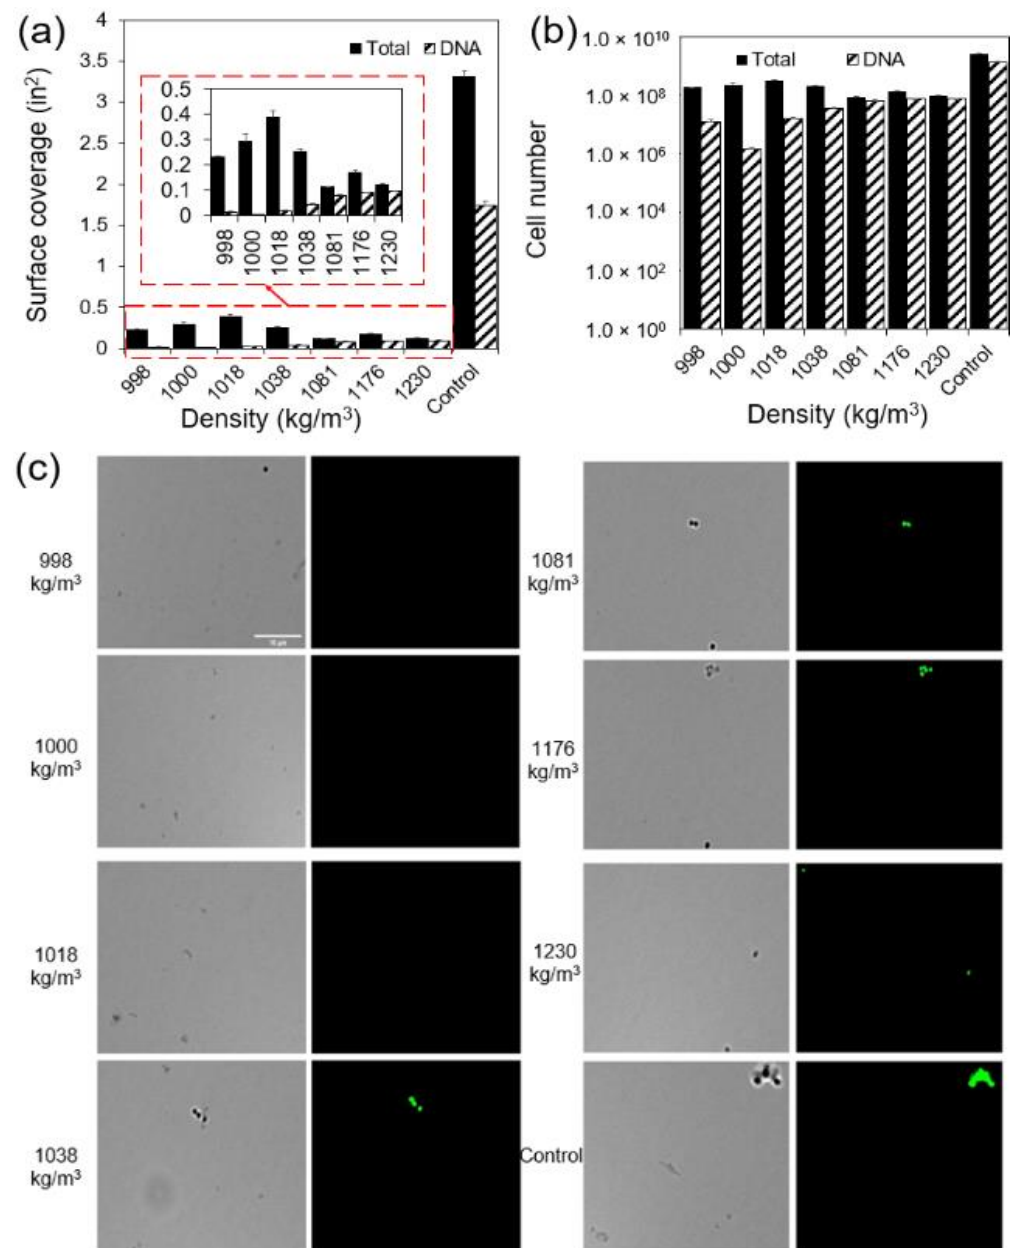 (a)
Surface coverage (in²)
4
3.5
3
2.5
2
1.5
1
0.5
0
Total DNA
0.5
0.4
0.3
0.2
0.1
0
998 1000 1018 1038 1081 1176 1230
998 1000 1018 1038 1081 1176 1230 Control
Density (kg/m³)
(b)
Cell number
1.0 × 10¹⁰
1.0 × 10⁸
1.0 × 10⁶
1.0 × 10⁴
1.0 × 10²
1.0 × 10⁰
Total DNA
998 1000 1018 1038 1081 1176 1230 Control
Density (kg/m³)
(c)
998
kg/m³
1000
kg/m³
1018
kg/m³
1038
kg/m³
1081
kg/m³
1176
kg/m³
1230
kg/m³
Control